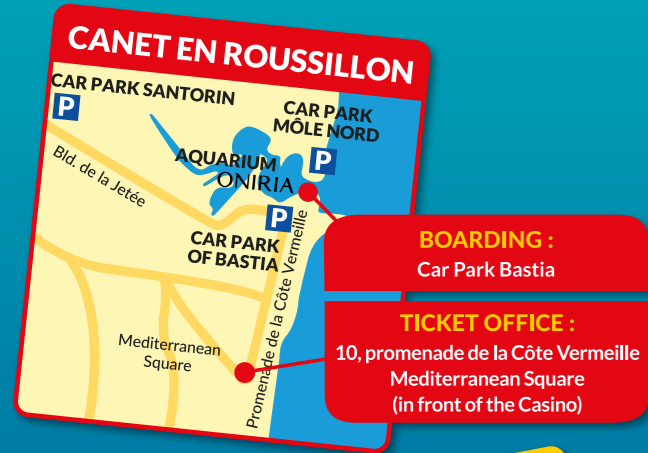 CANET EN ROUSSILLON
CAR PARK SANTORIN
P
CAR PARK
MÔLE NORD
P
Bld. de la Jetée
AQUARIUM
ONIRIA
P
CAR PARK
OF BASTIA
Promenade de la Côte Vermeille
Mediterranean
Square
BOARDING :
Car Park Bastia
TICKET OFFICE :
10, promenade de la Côte Vermeille
Mediterranean Square
(in front of the Casino)